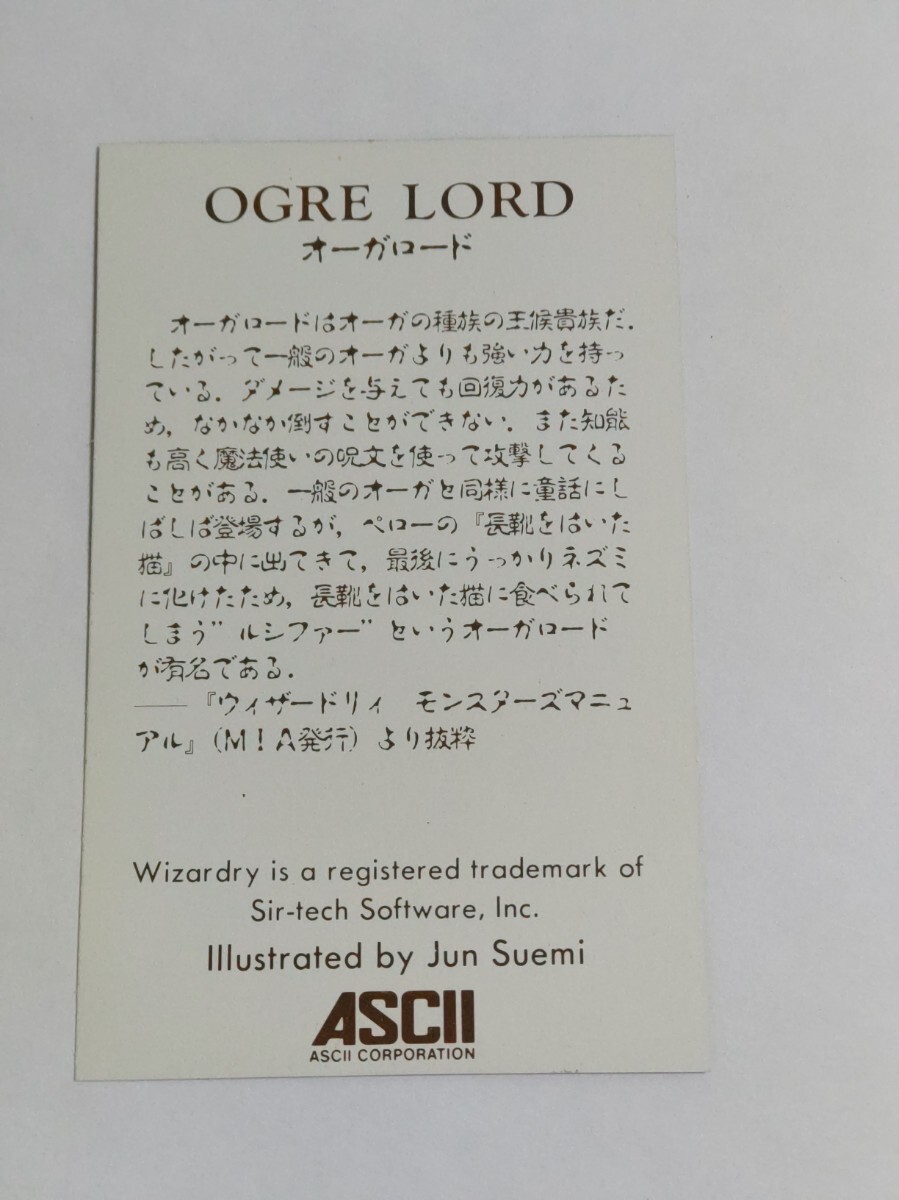 OGRE LORD
オーガロード
オーガロードはオーガの種族の王候貴族だ.
したがって一般のオーガよりも強い力を持っ
ている. ダメージを与えても回復力があるた
め, なかなか倒すことができない. また知能
も高く魔法使いの呪文を使って攻撃してくる
ことがある. 一般のオーガと同様に童話にし
ばしば登場するが, ペローの『長靴をはいた
猫』の中に出てきて, 最後にうっかりネズミ
に化けたため, 長靴をはいた猫に食べられて
しまう"ルシファー"というオーガロード
が有名である.
――『ウィザードリィ モンスターズマニュ
アル』(M!A発行)より抜粋
Wizardry is a registered trademark of
Sir-tech Software, Inc.
Illustrated by Jun Suemi
ASCII
ASCII CORPORATION